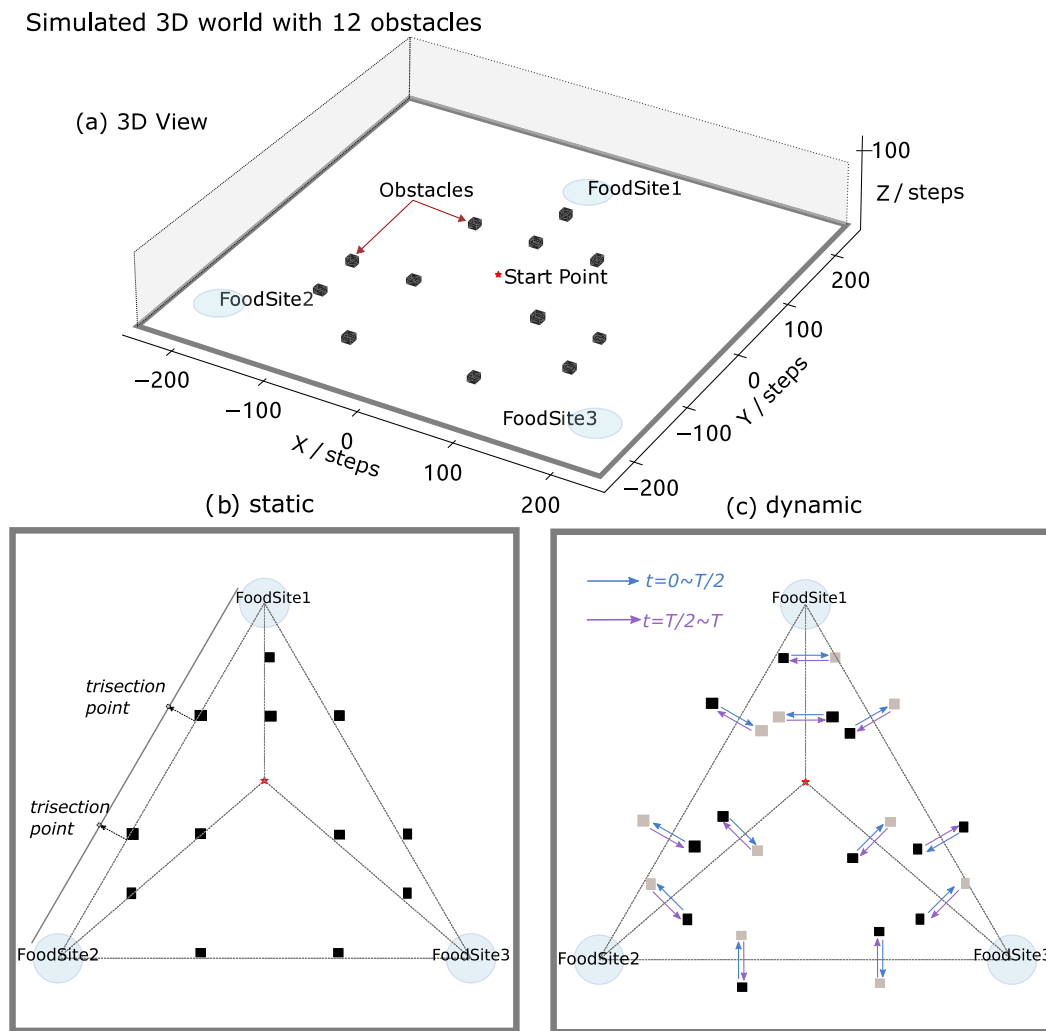 Simulated 3D world with 12 obstacles
(a) 3D View
100
Z / steps
FoodSite1
Obstacles
200
Start Point
100
FoodSite2
0
Y / steps
−200
−100
−100
FoodSite3
0
X / steps
100
−200
200
(b) static
(c) dynamic
t=0~T/2
FoodSite1
FoodSite1
t=T/2~T
trisection
point
trisection
point
FoodSite2
FoodSite3
FoodSite2
FoodSite3